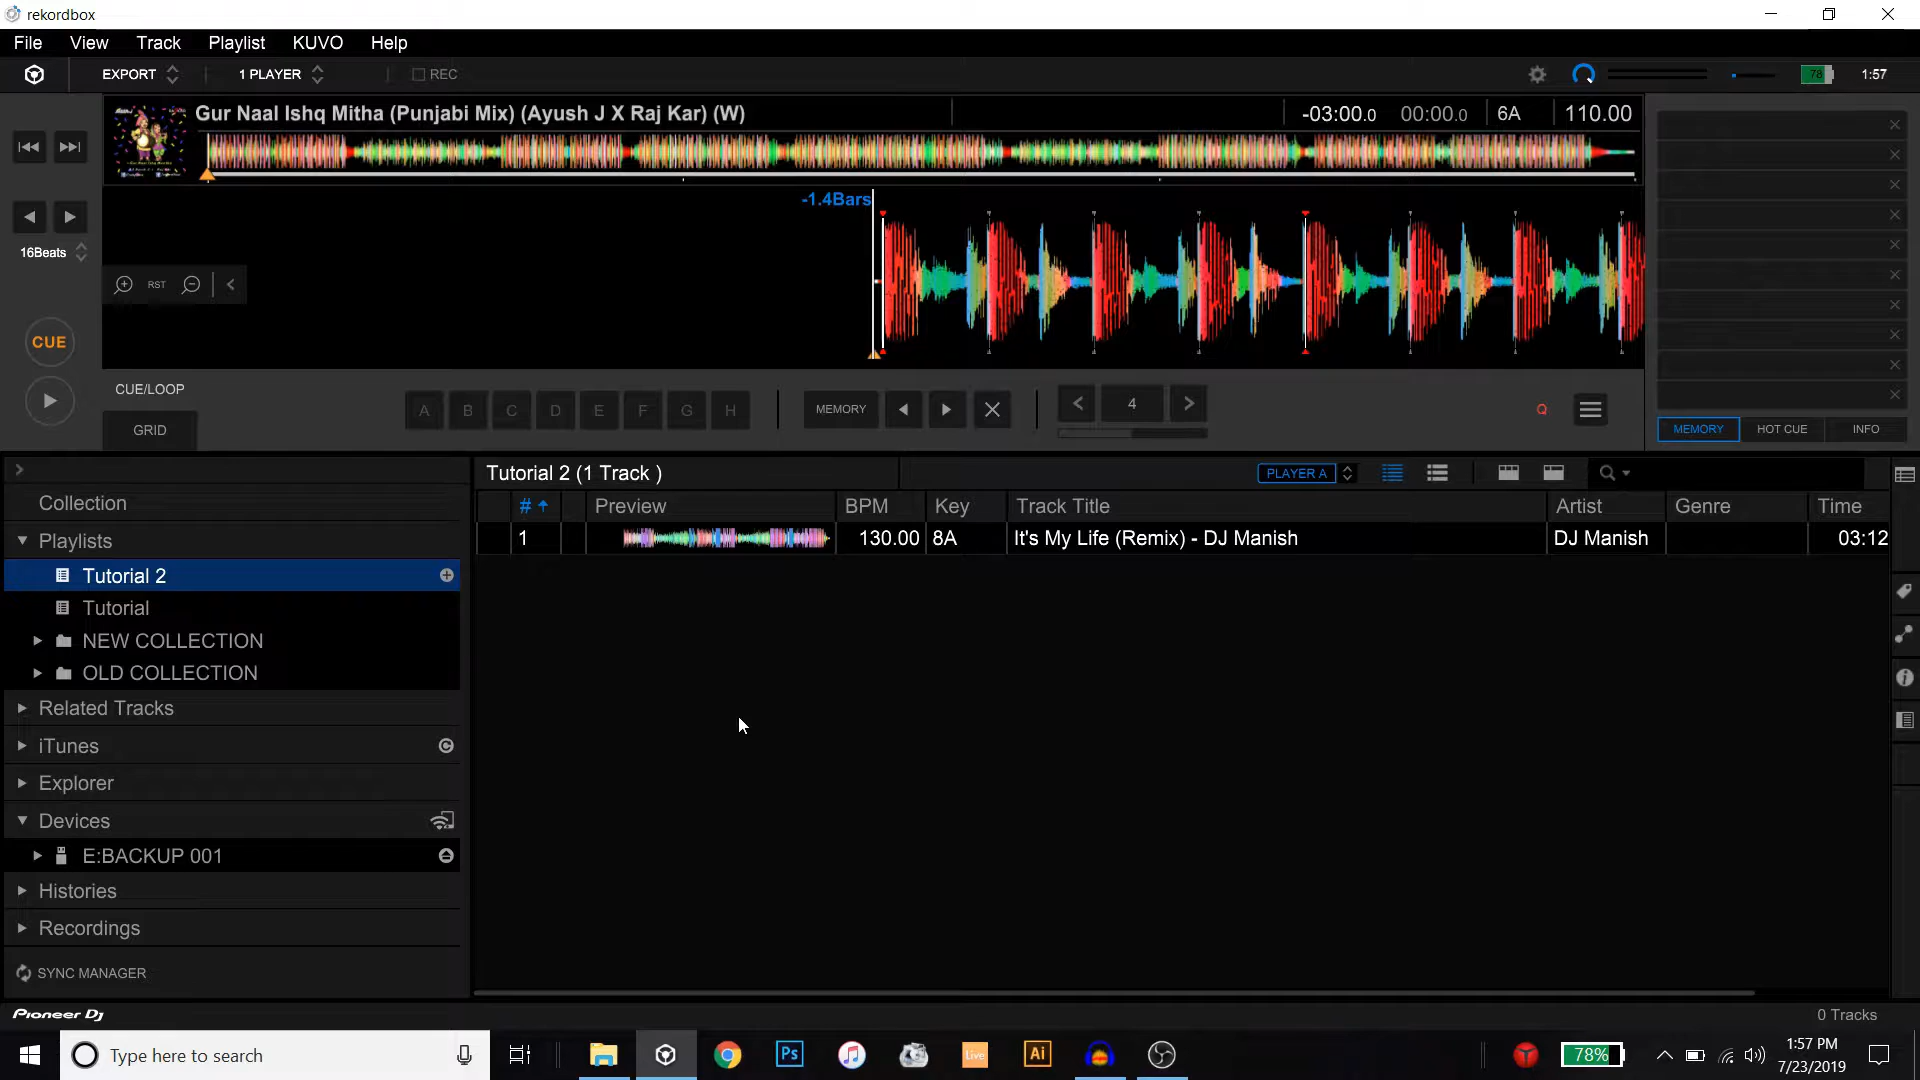 rekordbox
File View Track Playlist KUVO Help
EXPORT 1 PLAYER REC 78 1:57
Gur Naal Ishq Mitha (Punjabi Mix) (Ayush J X Raj Kar) (W) -03:00.0 00:00.0 6A 110.00
-1.4Bars
16Beats
RST
CUE
CUE/LOOP
GRID
A B C D E F G H MEMORY 4 Q
MEMORY HOT CUE INFO
Tutorial 2 (1 Track ) PLAYER A
# Preview BPM Key Track Title Artist Genre Time
1 130.00 8A It's My Life (Remix) - DJ Manish DJ Manish 03:12
Collection
Playlists
Tutorial 2
Tutorial
NEW COLLECTION
OLD COLLECTION
Related Tracks
iTunes
Explorer
Devices
E:BACKUP 001
Histories
Recordings
SYNC MANAGER
Pioneer Dj
0 Tracks
Type here to search
Ps
Live
Ai
78%
1:57 PM
7/23/2019